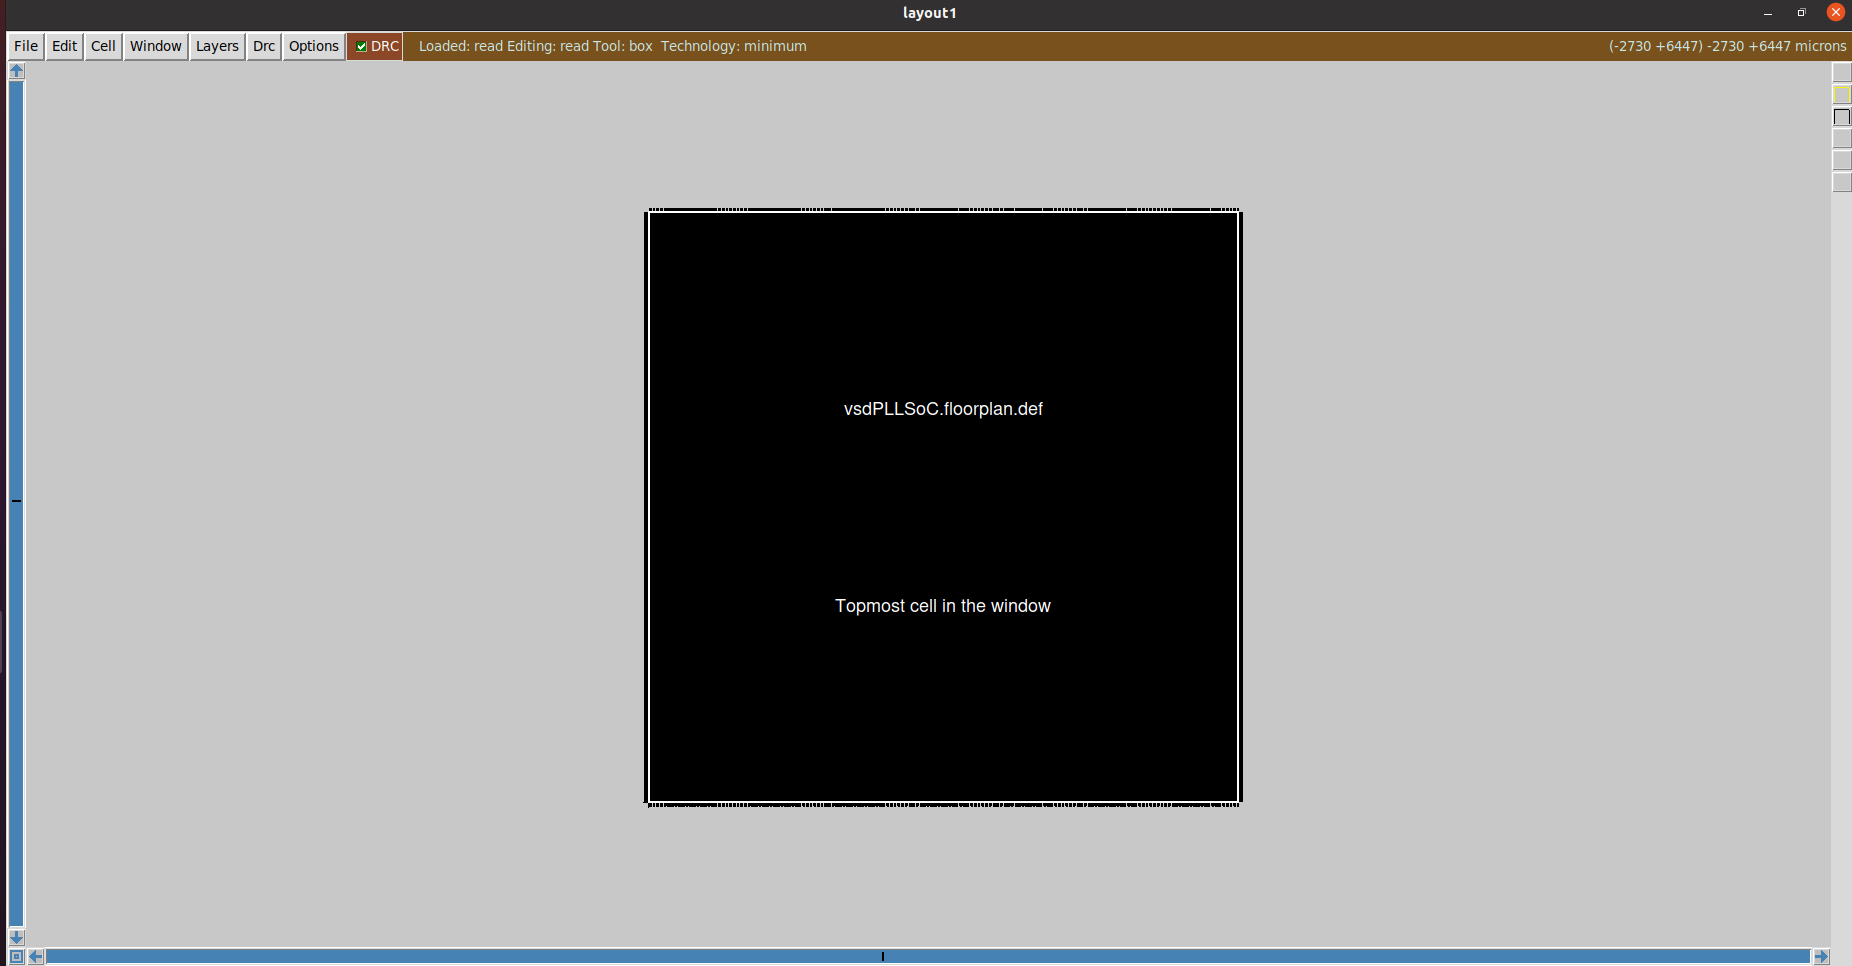 layout1
File Edit Cell Window Layers Drc Options DRC Loaded: read Editing: read Tool: box Technology: minimum (-2730 +6447) -2730 +6447 microns
vsdPLLSoC.floorplan.def
Topmost cell in the window